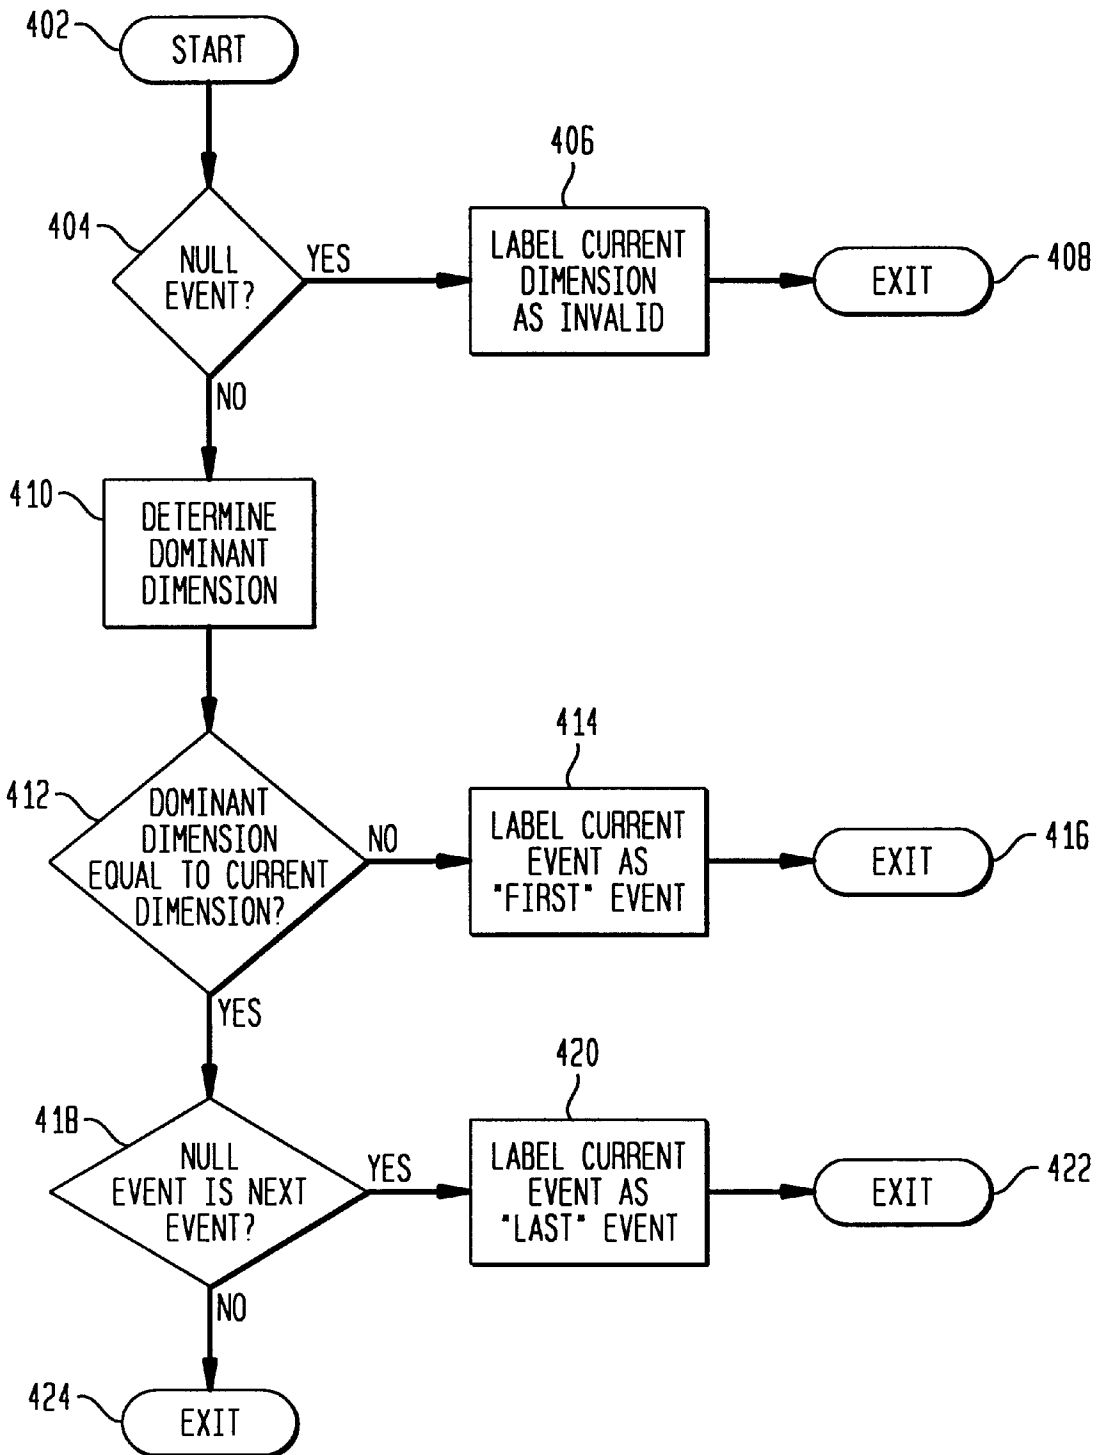 402
START
406
404
NULL
EVENT?
YES
LABEL CURRENT
DIMENSION
AS INVALID
EXIT
408
NO
410
DETERMINE
DOMINANT
DIMENSION
414
412
DOMINANT
DIMENSION
EQUAL TO CURRENT
DIMENSION?
NO
LABEL CURRENT
EVENT AS
"FIRST" EVENT
EXIT
416
YES
420
418
NULL
EVENT IS NEXT
EVENT?
YES
LABEL CURRENT
EVENT AS
"LAST" EVENT
EXIT
422
NO
424
EXIT